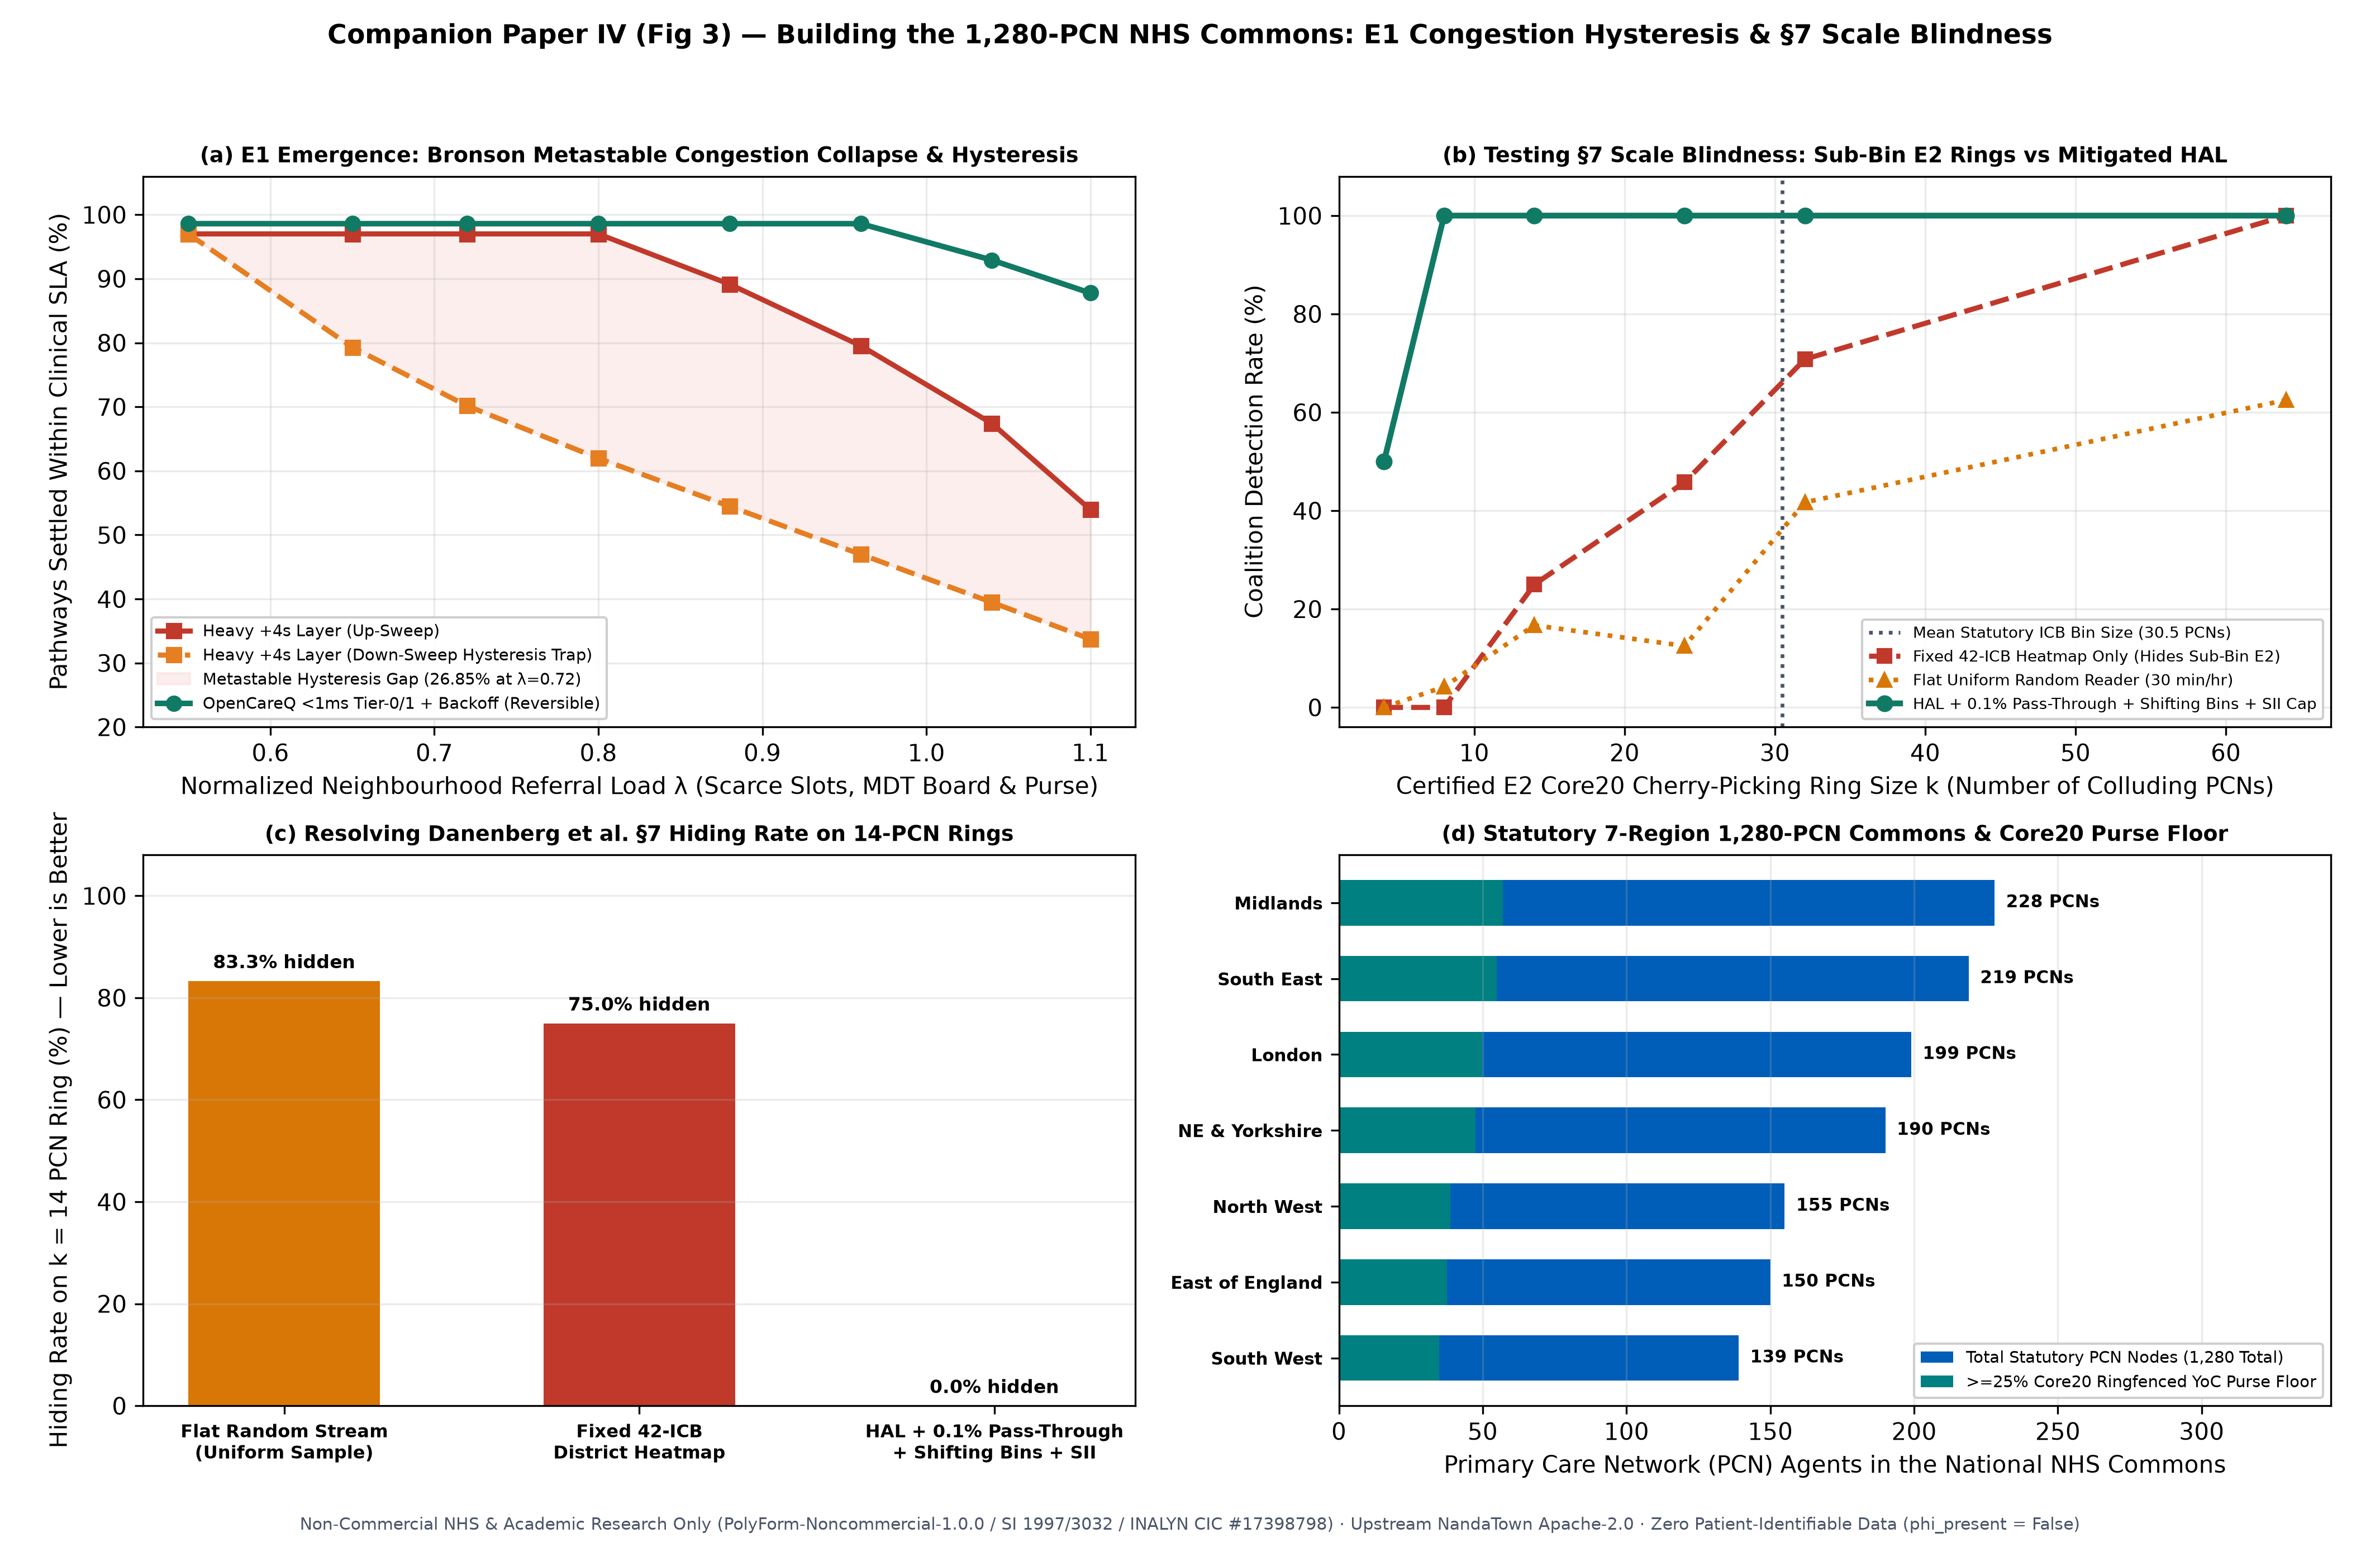 Companion Paper IV (Fig 3) — Building the 1,280-PCN NHS Commons: E1 Congestion Hysteresis & §7 Scale Blindness
(a) E1 Emergence: Bronson Metastable Congestion Collapse & Hysteresis
Pathways Settled Within Clinical SLA (%)
100
90
80
70
60
50
40
30
20
Heavy +4s Layer (Up-Sweep)
Heavy +4s Layer (Down-Sweep Hysteresis Trap)
Metastable Hysteresis Gap (26.85% at λ=0.72)
OpenCareQ <1ms Tier-0/1 + Backoff (Reversible)
0.6 0.7 0.8 0.9 1.0 1.1
Normalized Neighbourhood Referral Load λ (Scarce Slots, MDT Board & Purse)
(b) Testing §7 Scale Blindness: Sub-Bin E2 Rings vs Mitigated HAL
Coalition Detection Rate (%)
100
80
60
40
20
0
Mean Statutory ICB Bin Size (30.5 PCNs)
Fixed 42-ICB Heatmap Only (Hides Sub-Bin E2)
Flat Uniform Random Reader (30 min/hr)
HAL + 0.1% Pass-Through + Shifting Bins + SII Cap
10 20 30 40 50 60
Certified E2 Core20 Cherry-Picking Ring Size k (Number of Colluding PCNs)
(c) Resolving Danenberg et al. §7 Hiding Rate on 14-PCN Rings
Hiding Rate on k = 14 PCN Ring (%) — Lower is Better
100
80
60
40
20
0
83.3% hidden
75.0% hidden
0.0% hidden
Flat Random Stream
(Uniform Sample)
Fixed 42-ICB
District Heatmap
HAL + 0.1% Pass-Through
+ Shifting Bins + SII
(d) Statutory 7-Region 1,280-PCN Commons & Core20 Purse Floor
Midlands 228 PCNs
South East 219 PCNs
London 199 PCNs
NE & Yorkshire 190 PCNs
North West 155 PCNs
East of England 150 PCNs
South West 139 PCNs
Total Statutory PCN Nodes (1,280 Total)
>=25% Core20 Ringfenced YoC Purse Floor
0 50 100 150 200 250 300
Primary Care Network (PCN) Agents in the National NHS Commons
Non-Commercial NHS & Academic Research Only (PolyForm-Noncommercial-1.0.0 / SI 1997/3032 / INALYN CIC #17398798) · Upstream NandaTown Apache-2.0 · Zero Patient-Identifiable Data (phi_present = False)